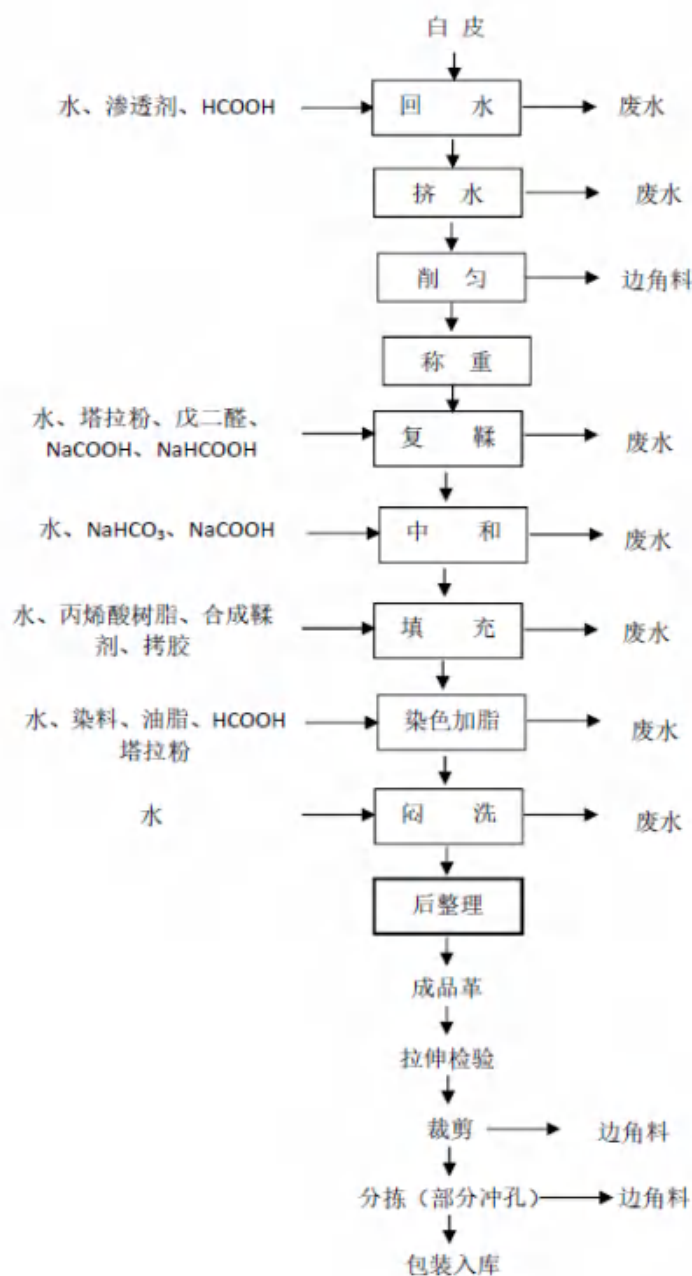 白 皮
水、渗透剂、HCOOH
回 水
废水
挤 水
废水
削 匀
边角料
称 重
水、塔拉粉、戊二醛、
NaCOOH、NaHCOOH
复 鞣
废水
水、NaHCO₃、NaCOOH
中 和
废水
水、丙烯酸树脂、合成鞣
剂、拷胶
填 充
废水
水、染料、油脂、HCOOH
塔拉粉
染色加脂
废水
水
闷 洗
废水
后整理
成品革
拉伸检验
裁剪
边角料
分拣（部分冲孔）
边角料
包装入库